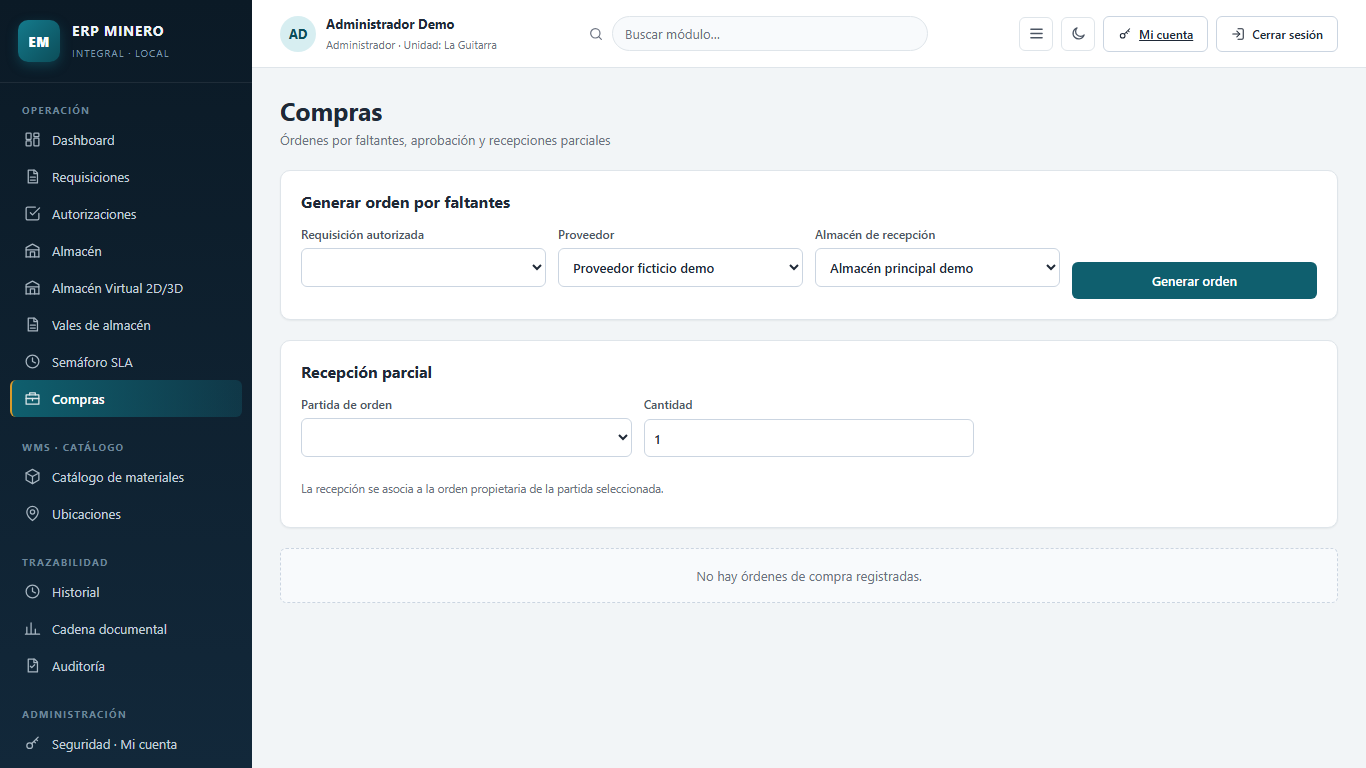 EM
ERP MINERO
INTEGRAL · LOCAL
OPERACIÓN
Dashboard
Requisiciones
Autorizaciones
Almacén
Almacén Virtual 2D/3D
Vales de almacén
Semáforo SLA
Compras
WMS · CATÁLOGO
Catálogo de materiales
Ubicaciones
TRAZABILIDAD
Historial
Cadena documental
Auditoría
ADMINISTRACIÓN
Seguridad · Mi cuenta
AD
Administrador Demo
Administrador · Unidad: La Guitarra
Buscar módulo...
Mi cuenta
Cerrar sesión
Compras
Órdenes por faltantes, aprobación y recepciones parciales
Generar orden por faltantes
Requisición autorizada
Proveedor
Almacén de recepción
Proveedor ficticio demo
Almacén principal demo
Generar orden
Recepción parcial
Partida de orden
Cantidad
1
La recepción se asocia a la orden propietaria de la partida seleccionada.
No hay órdenes de compra registradas.